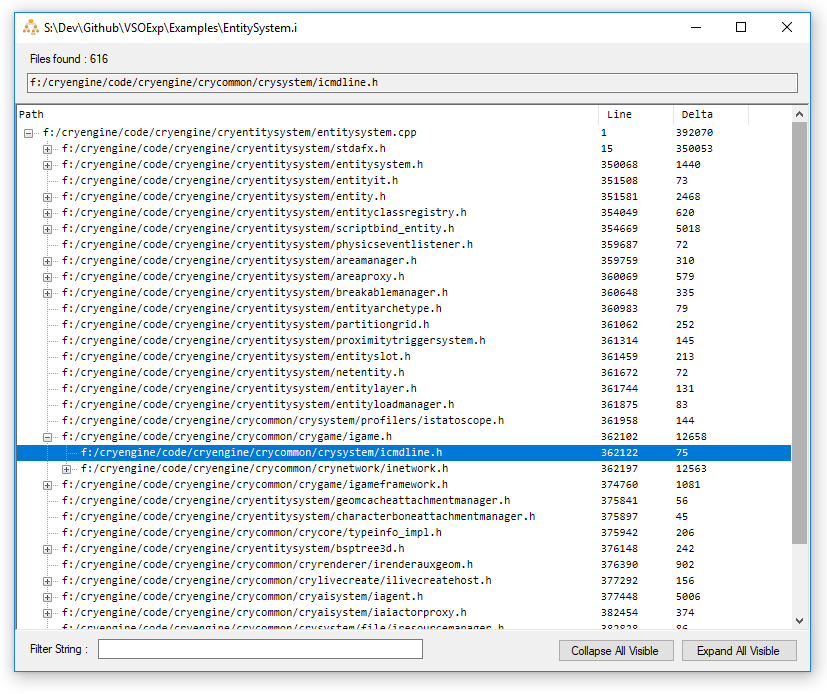 S:\Dev\Github\VSOExp\Examples\EntitySystem.i
Files found : 616
f:/cryengine/code/cryengine/crycommon/crysystem/icmdline.h
Path Line Delta
f:/cryengine/code/cryengine/cryentitysystem/entitysystem.cpp 1 392070
f:/cryengine/code/cryengine/cryentitysystem/stdafx.h 15 350053
f:/cryengine/code/cryengine/cryentitysystem/entitysystem.h 350068 1440
f:/cryengine/code/cryengine/cryentitysystem/entityit.h 351508 73
f:/cryengine/code/cryengine/cryentitysystem/entity.h 351581 2468
f:/cryengine/code/cryengine/cryentitysystem/entityclassregistry.h 354049 620
f:/cryengine/code/cryengine/cryentitysystem/scriptbind_entity.h 354669 5018
f:/cryengine/code/cryengine/cryentitysystem/physicseventlistener.h 359687 72
f:/cryengine/code/cryengine/cryentitysystem/areamanager.h 359759 310
f:/cryengine/code/cryengine/cryentitysystem/areaproxy.h 360069 579
f:/cryengine/code/cryengine/cryentitysystem/breakablemanager.h 360648 335
f:/cryengine/code/cryengine/cryentitysystem/entityarchetype.h 360983 79
f:/cryengine/code/cryengine/cryentitysystem/partitiongrid.h 361062 252
f:/cryengine/code/cryengine/cryentitysystem/proximitytriggersystem.h 361314 145
f:/cryengine/code/cryengine/cryentitysystem/entityslot.h 361459 213
f:/cryengine/code/cryengine/cryentitysystem/netentity.h 361672 72
f:/cryengine/code/cryengine/cryentitysystem/entitylayer.h 361744 131
f:/cryengine/code/cryengine/cryentitysystem/entityloadmanager.h 361875 83
f:/cryengine/code/cryengine/crycommon/crysystem/profilers/istatoscope.h 361958 144
f:/cryengine/code/cryengine/crycommon/crygame/igame.h 362102 12658
f:/cryengine/code/cryengine/crycommon/crysystem/icmdline.h 362122 75
f:/cryengine/code/cryengine/crycommon/crynetwork/inetwork.h 362197 12563
f:/cryengine/code/cryengine/crycommon/crygame/igameframework.h 374760 1081
f:/cryengine/code/cryengine/cryentitysystem/geomcacheattachmentmanager.h 375841 56
f:/cryengine/code/cryengine/cryentitysystem/characterboneattachmentmanager.h 375897 45
f:/cryengine/code/cryengine/crycommon/crycore/typeinfo_impl.h 375942 206
f:/cryengine/code/cryengine/cryentitysystem/bsptree3d.h 376148 242
f:/cryengine/code/cryengine/crycommon/cryrenderer/irenderauxgeom.h 376390 902
f:/cryengine/code/cryengine/crycommon/crylivecreate/ilivecreatehost.h 377292 156
f:/cryengine/code/cryengine/crycommon/cryaisystem/iagent.h 377448 5006
f:/cryengine/code/cryengine/crycommon/cryaisystem/iaiactorproxy.h 382454 374
f:/cryengine/code/cryengine/crycommon/crysystem/file/iresourcemanager.h 382828 86
Filter String :
Collapse All Visible
Expand All Visible